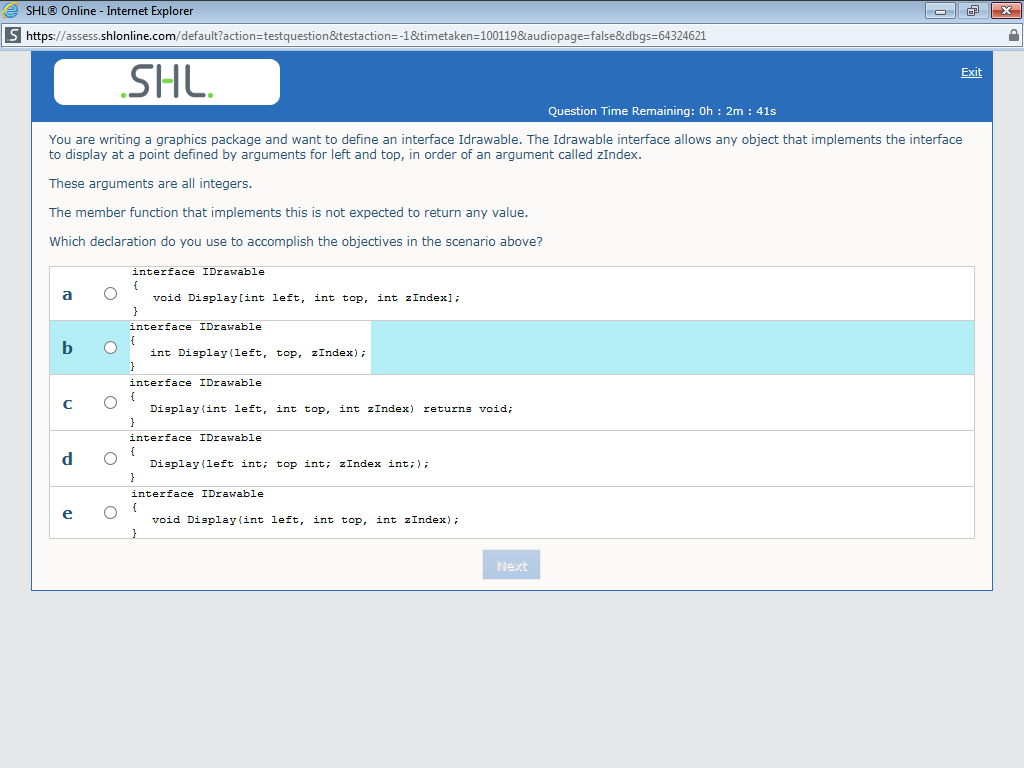 SHL® Online - Internet Explorer
https://assess.shlonline.com/default?action=testquestion&testaction=-1&timetaken=100119&audiopage=false&dbgs=64324621
.SHL.
Exit
Question Time Remaining: 0h : 2m : 41s
You are writing a graphics package and want to define an interface Idrawable. The Idrawable interface allows any object that implements the interface
to display at a point defined by arguments for left and top, in order of an argument called zIndex.
These arguments are all integers.
The member function that implements this is not expected to return any value.
Which declaration do you use to accomplish the objectives in the scenario above?
a
interface IDrawable
{
void Display[int left, int top, int zIndex];
}
b
interface IDrawable
{
int Display(left, top, zIndex);
}
c
interface IDrawable
{
Display(int left, int top, int zIndex) returns void;
}
d
interface IDrawable
{
Display(left int; top int; zIndex int;);
}
e
interface IDrawable
{
void Display(int left, int top, int zIndex);
}
Next